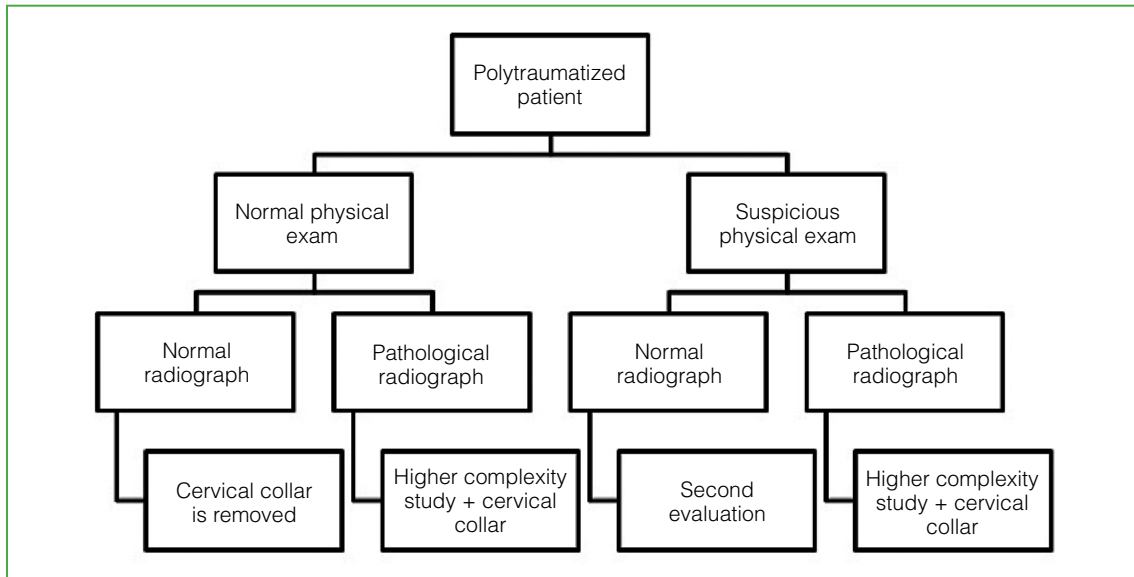 Polytraumatized
patient
Normal physical
exam
Suspicious
physical exam
Normal
radiograph
Pathological
radiograph
Normal
radiograph
Pathological
radiograph
Cervical collar
is removed
Higher complexity
study + cervical
collar
Second
evaluation
Higher complexity
study + cervical
collar